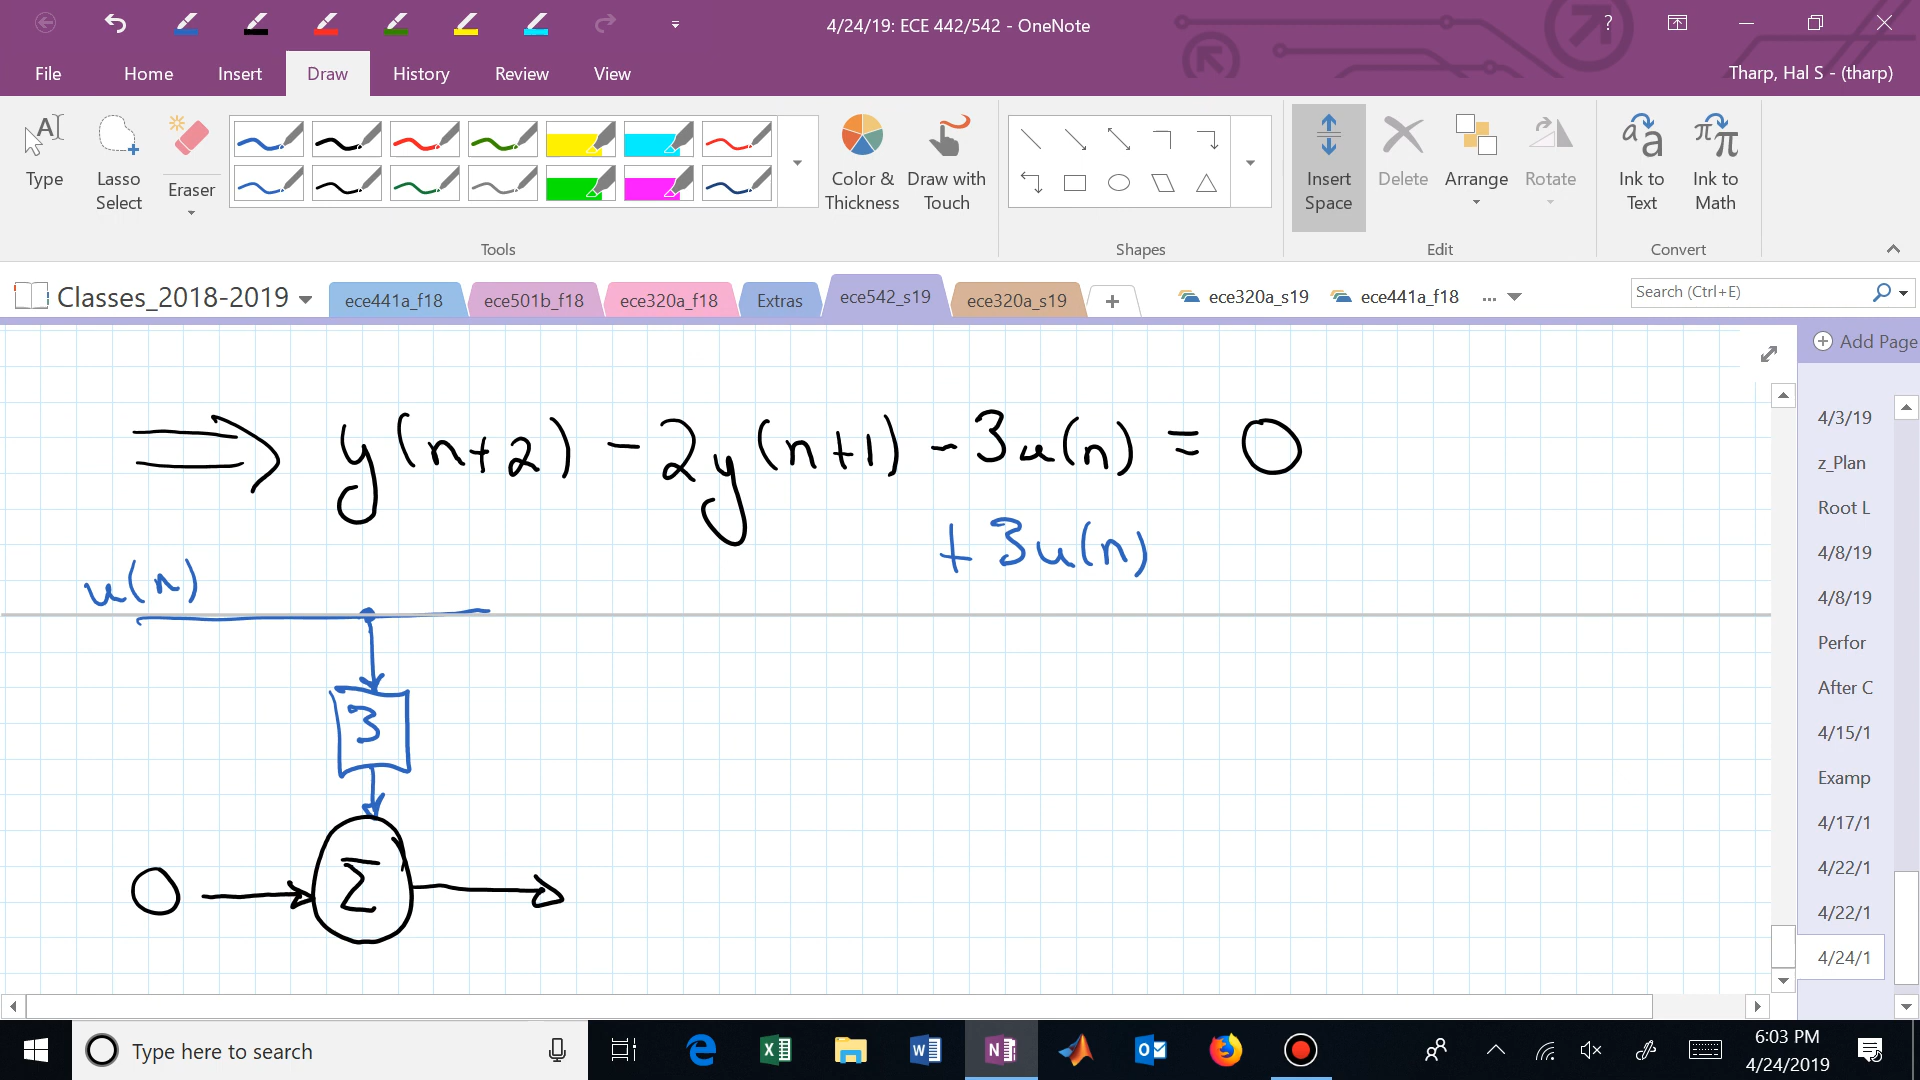 4/24/19: ECE 442/542 - OneNote
?
File Home Insert Draw History Review View
Tharp, Hal S - (tharp)
Type
Lasso Select
Eraser
Color & Thickness
Draw with Touch
Insert Space
Delete
Arrange
Rotate
Ink to Text
Ink to Math
Tools
Shapes
Edit
Convert
Classes_2018-2019
ece441a_f18
ece501b_f18
ece320a_f18
Extras
ece542_s19
ece320a_s19
+
ece320a_s19
ece441a_f18
...
Search (Ctrl+E)
Add Page
⇒ y(n+2) - 2y(n+1) - 3u(n) = 0
+ 3u(n)
u(n)
3
0 → Σ →
4/3/19
z_Plan
Root L
4/8/19
4/8/19
Perfor
After C
4/15/1
Examp
4/17/1
4/22/1
4/22/1
4/24/1
Type here to search
6:03 PM
4/24/2019